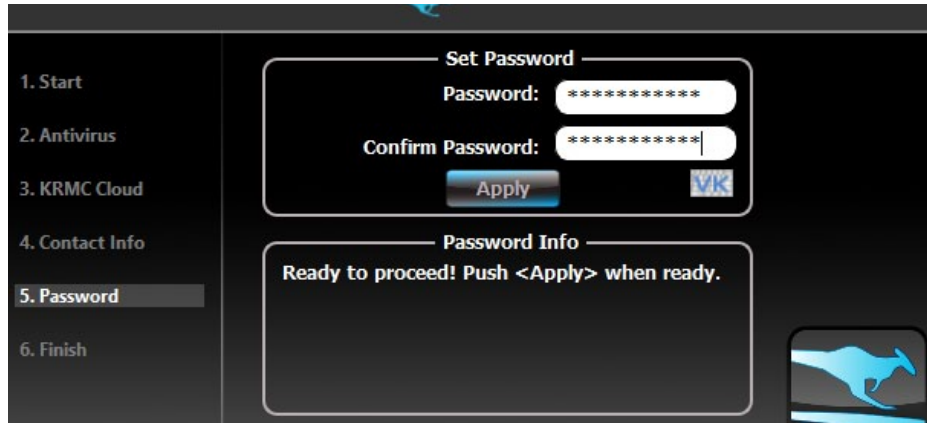 1. Start
2. Antivirus
3. KRMC Cloud
4. Contact Info
5. Password
6. Finish
Set Password
Password: ***********
Confirm Password: ***********
Apply
VK
Password Info
Ready to proceed! Push <Apply> when ready.